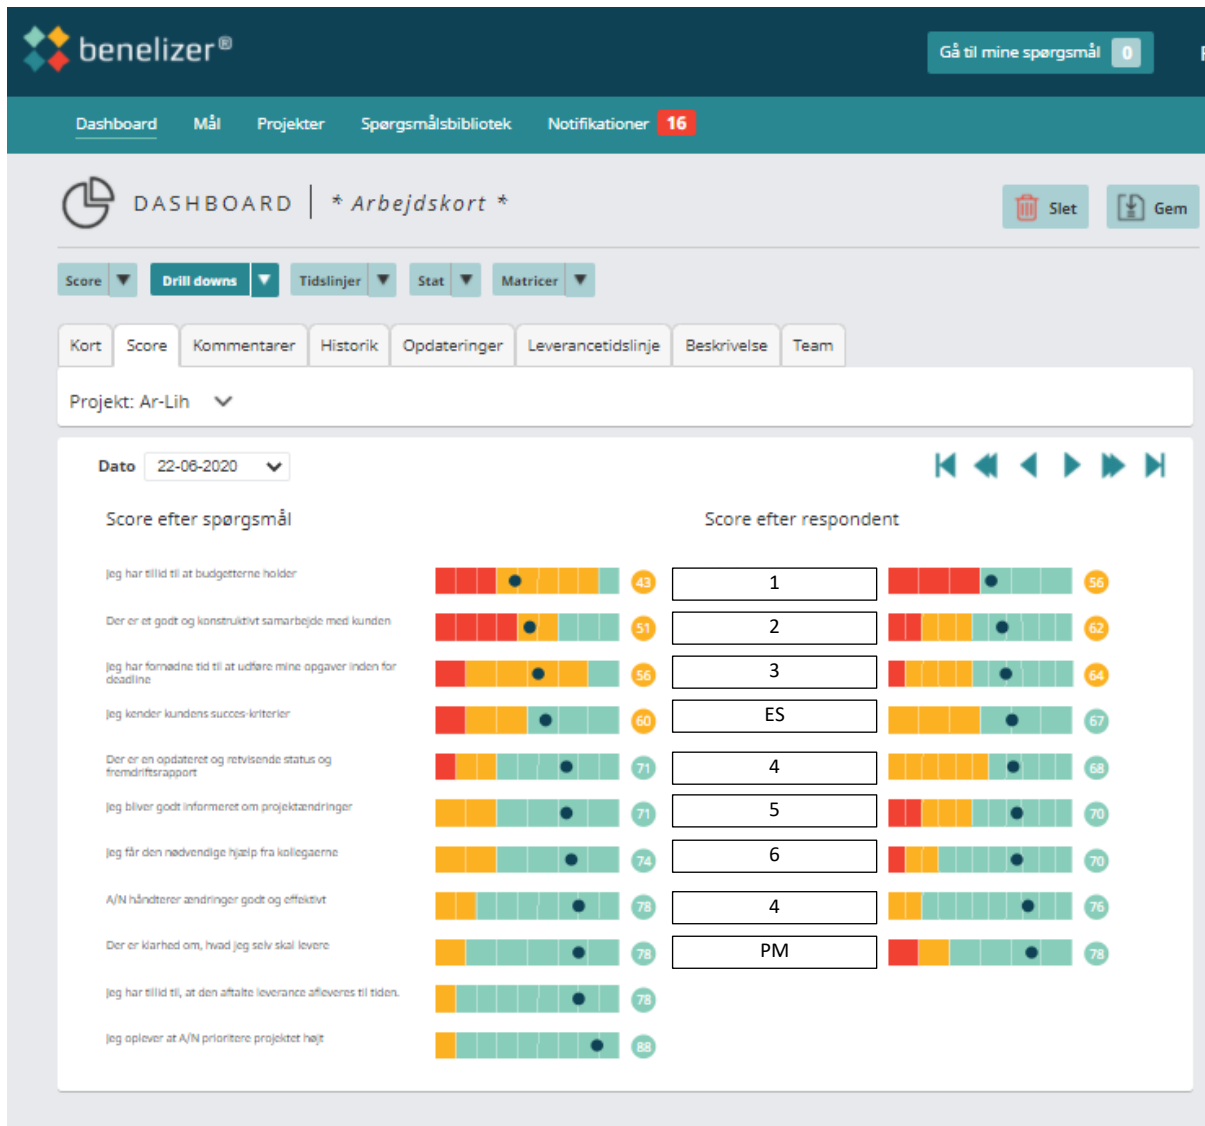 benelizer®
Gå til mine spørgsmål 0
Dashboard Mål Projekter Spørgsmålsbibliotek Notifikationer 16
DASHBOARD | * Arbejdskort *
Slet Gem
Score Drill downs Tidslinjer Stat Matricer
Kort Score Kommentarer Historik Opdateringer Leverancetidslinje Beskrivelse Team
Projekt: Ar-Lih
Dato 22-06-2020
Score efter spørgsmål
Jeg har tillid til at budgetterne holder 43
Der er et godt og konstruktivt samarbejde med kunden 51
Jeg har fornødne tid til at udføre mine opgaver inden for
deadline 56
Jeg kender kundens succes-kriterier 60
Der er en opdateret og retvisende status og
fremdriftsrapport 71
Jeg bliver godt informeret om projektændringer 71
Jeg får den nødvendige hjælp fra kollegaerne 74
A/N håndterer ændringer godt og effektivt 78
Der er klarhed om, hvad jeg selv skal levere 78
Jeg har tillid til, at den aftalte leverance afleveres til tiden. 78
Jeg oplever at A/N prioritere projektet højt 88
Score efter respondent
1 56
2 62
3 64
ES 67
4 68
5 70
6 70
4 76
PM 78